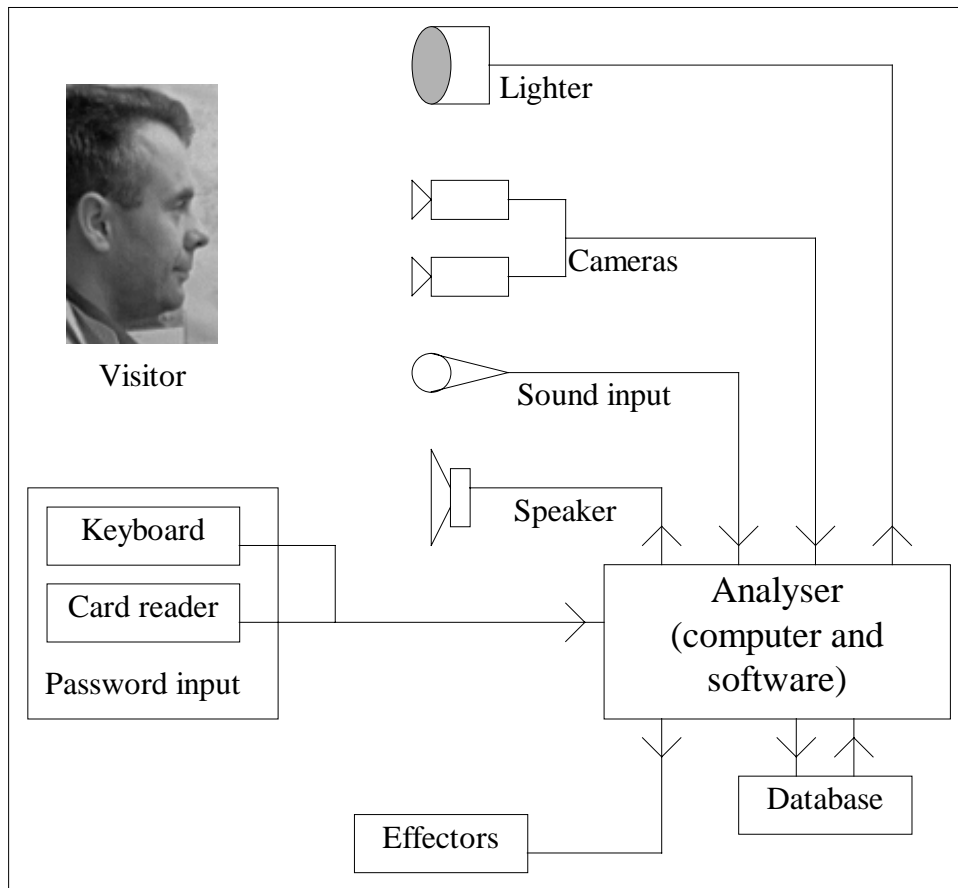 Lighter
Cameras
Visitor
Sound input
Speaker
Keyboard
Card reader
Password input
Analyser
(computer and
software)
Database
Effectors